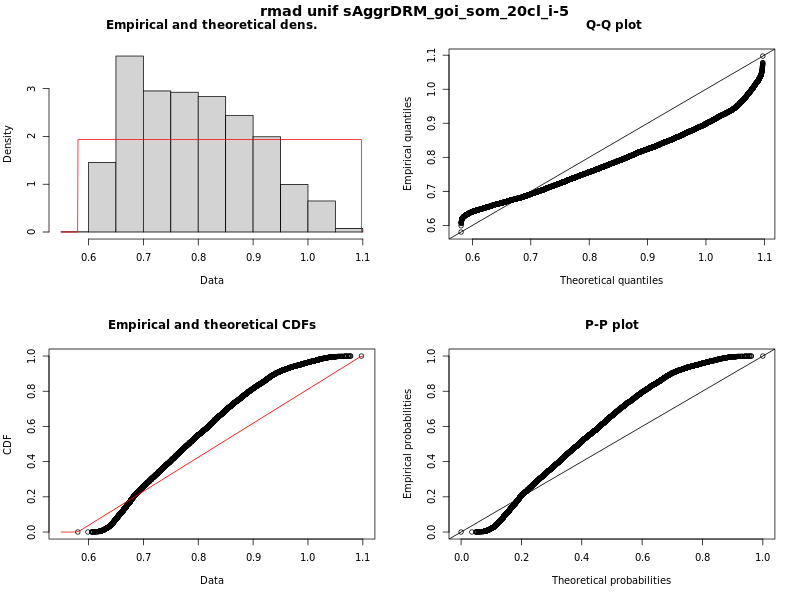 rmad unif sAggrDRM_goi_som_20cl_i-5
Empirical and theoretical dens.
Density
0 1 2 3
0.6 0.7 0.8 0.9 1.0 1.1
Data
Q-Q plot
Empirical quantiles
0.6 0.7 0.8 0.9 1.0 1.1
0.6 0.7 0.8 0.9 1.0 1.1
Theoretical quantiles
Empirical and theoretical CDFs
CDF
0.0 0.2 0.4 0.6 0.8 1.0
0.6 0.7 0.8 0.9 1.0 1.1
Data
P-P plot
Empirical probabilities
0.0 0.2 0.4 0.6 0.8 1.0
0.0 0.2 0.4 0.6 0.8 1.0
Theoretical probabilities